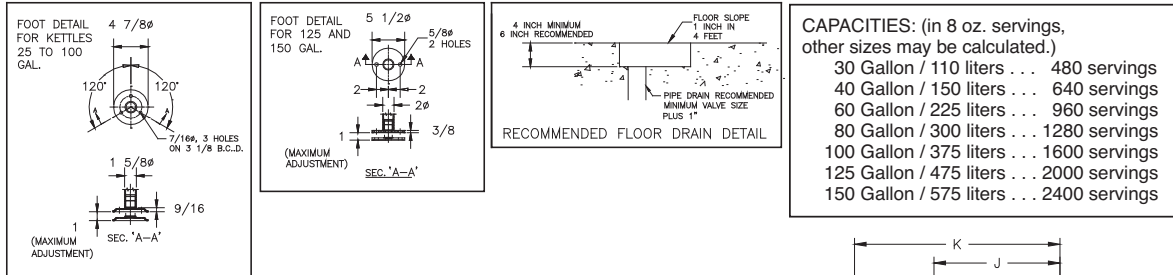 FOOT DETAIL
FOR KETTLES
25 TO 100
GAL.
4 7/8ø
120°
120°
7/16ø, 3 HOLES
ON 3 1/8 B.C..D.
1 5/8ø
9/16
1
(MAXIMUM
ADJUSTMENT)
SEC. 'A-A'
FOOT DETAIL
FOR 125 AND
150 GAL.
5 1/2ø
5/8ø
2 HOLES
A
A
2
2
2ø
1
3/8
(MAXIMUM
ADJUSTMENT)
SEC. 'A-A'
4 INCH MINIMUM
6 INCH RECOMMENDED
FLOOR SLOPE
1 INCH IN
4 FEET
PIPE DRAIN RECOMMENDED
MINIMUM VALVE SIZE
PLUS 1"
RECOMMENDED FLOOR DRAIN DETAIL
CAPACITIES: (in 8 oz. servings,
other sizes may be calculated.)
30 Gallon / 110 liters . . . 480 servings
40 Gallon / 150 liters . . . 640 servings
60 Gallon / 225 liters . . . 960 servings
80 Gallon / 300 liters . . . 1280 servings
100 Gallon / 375 liters . . . 1600 servings
125 Gallon / 475 liters . . . 2000 servings
150 Gallon / 575 liters . . . 2400 servings
K
J